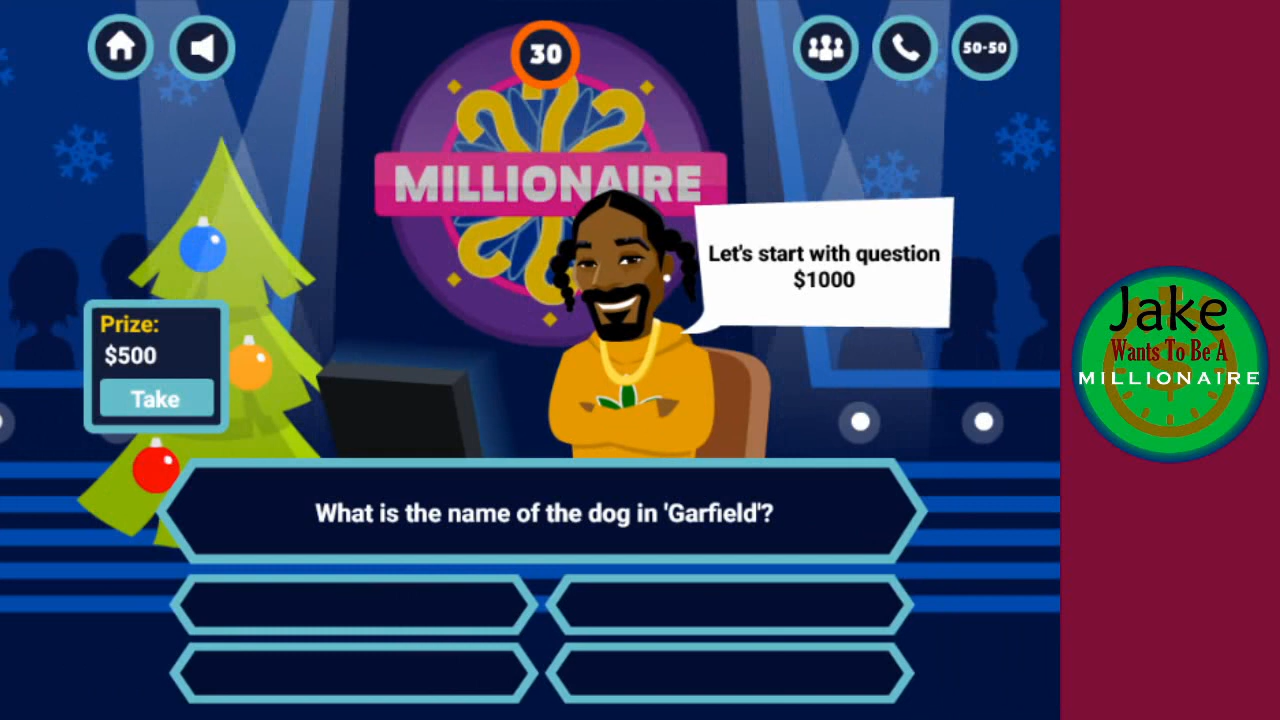 30
50-50
MILLIONAIRE
Let's start with question
$1000
Prize:
$500
Take
Jake
Wants To Be A
MILLIONAIRE
What is the name of the dog in 'Garfield'?